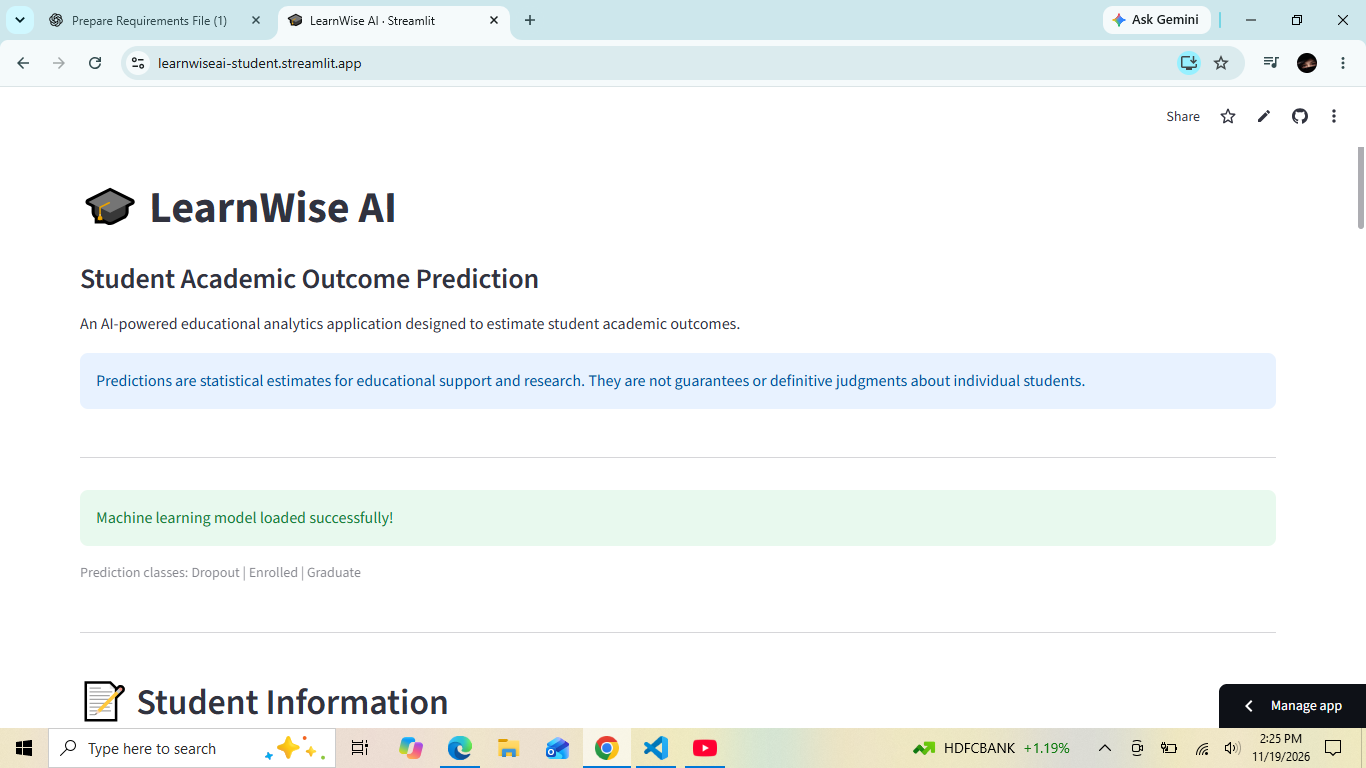 Prepare Requirements File (1)
LearnWise AI · Streamlit
Ask Gemini
learnwiseai-student.streamlit.app
Share
LearnWise AI
Student Academic Outcome Prediction
An AI-powered educational analytics application designed to estimate student academic outcomes.
Predictions are statistical estimates for educational support and research. They are not guarantees or definitive judgments about individual students.
Machine learning model loaded successfully!
Prediction classes: Dropout | Enrolled | Graduate
Student Information
Manage app
Type here to search
HDFCBANK +1.19%
2:25 PM
11/19/2026